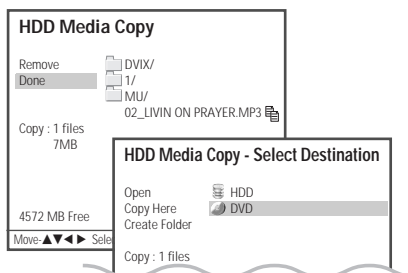 HDD Media Copy
Remove
Done
DVIX/
1/
MU/
02_LIVIN ON PRAYER.MP3
Copy : 1 files
7MB
4572 MB Free
Move-▲▼◄► Sele
HDD Media Copy - Select Destination
Open
Copy Here
Create Folder
HDD
DVD
Copy : 1 files